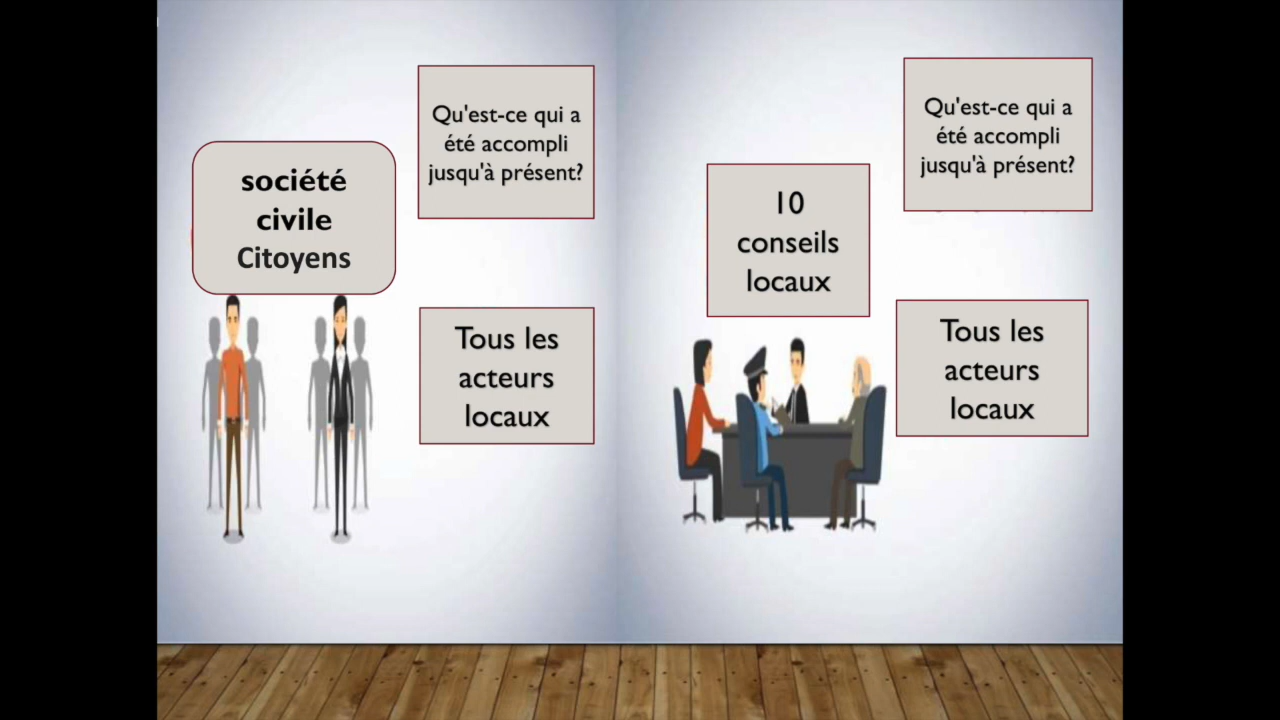 société
civile
Citoyens
Qu'est-ce qui a
été accompli
jusqu'à présent?
Tous les
acteurs
locaux
10
conseils
locaux
Qu'est-ce qui a
été accompli
jusqu'à présent?
Tous les
acteurs
locaux